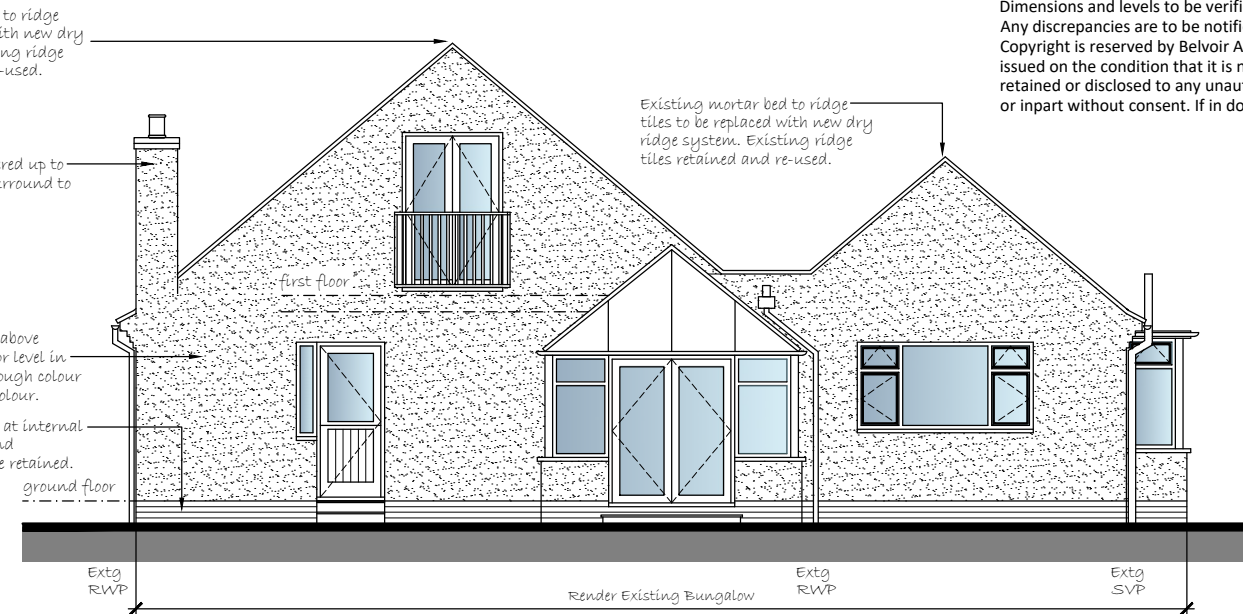 to ridge
ith new dry
ng ridge
-used.
red up to
rround to
above
or level in
ough colour
olour.
at internal
nd
e retained.
ground floor
first floor
Existing mortar bed to ridge
tiles to be replaced with new dry
ridge system. Existing ridge
tiles retained and re-used.
Dimensions and levels to be verifi
Any discrepancies are to be notifi
Copyright is reserved by Belvoir A
issued on the condition that it is n
retained or disclosed to any unaut
or inpart without consent. If in do
Extg
RWP
Render Existing Bungalow
Extg
RWP
Extg
SVP